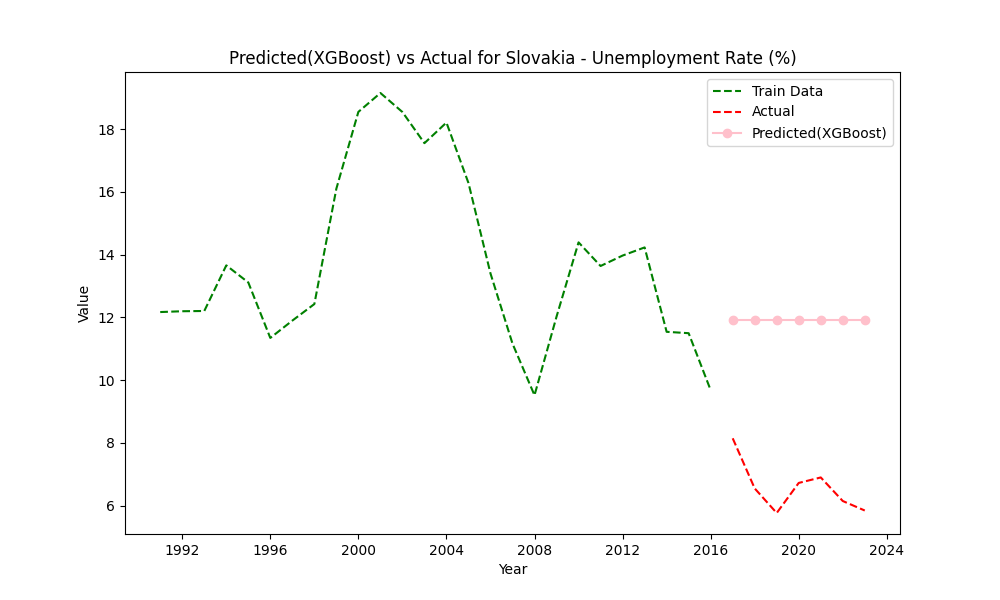 Predicted(XGBoost) vs Actual for Slovakia - Unemployment Rate (%)
Train Data
Actual
Predicted(XGBoost)
Value
18
16
14
12
10
8
6
1992
1996
2000
2004
2008
2012
2016
2020
2024
Year